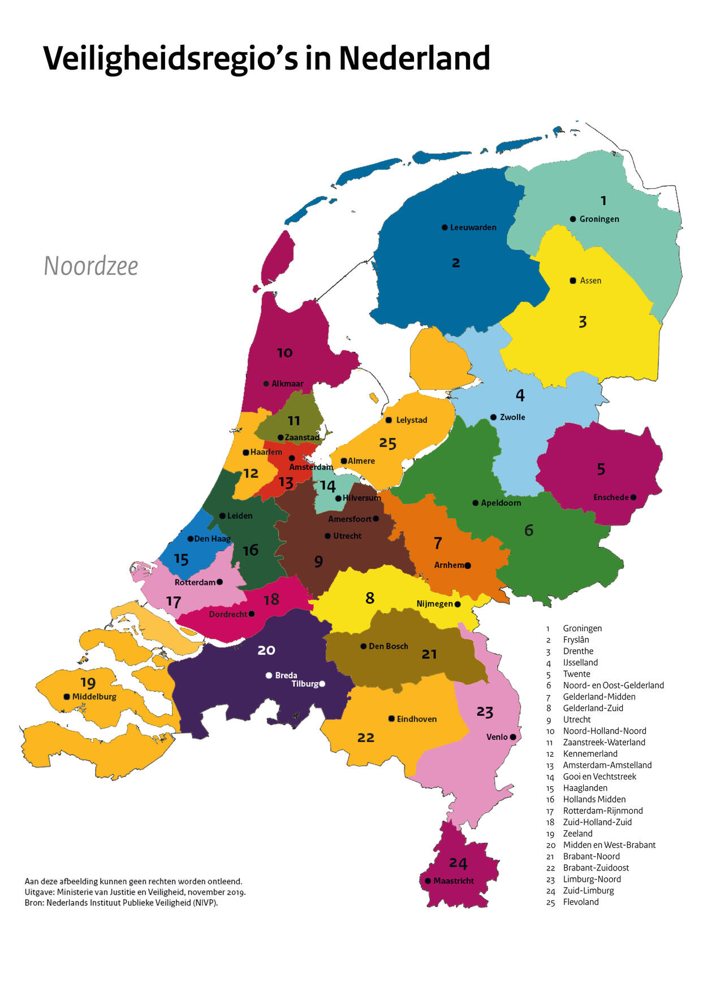 Veiligheidsregio’s in Nederland
Noordzee
1
Groningen
Leeuwarden
2
Assen
3
10
Alkmaar
4
Zwolle
11
Zaanstad
Lelystad
25
Haarlem
Almere
12
Amsterdam
13
14
Hilversum
5
Enschede
Apeldoorn
6
Leiden
Amersfoort
Utrecht
Den Haag
15
16
9
7
Arnhem
Rotterdam
17
18
8
Nijmegen
Dordrecht
20
Den Bosch
21
Breda
Tilburg
19
Middelburg
23
Eindhoven
22
Venlo
24
Maastricht
1 Groningen
2 Fryslân
3 Drenthe
4 IJsselland
5 Twente
6 Noord- en Oost-Gelderland
7 Gelderland-Midden
8 Gelderland-Zuid
9 Utrecht
10 Noord-Holland-Noord
11 Zaanstreek-Waterland
12 Kennemerland
13 Amsterdam-Amstelland
14 Gooi en Vechtstreek
15 Haaglanden
16 Hollands Midden
17 Rotterdam-Rijnmond
18 Zuid-Holland-Zuid
19 Zeeland
20 Midden en West-Brabant
21 Brabant-Noord
22 Brabant-Zuidoost
23 Limburg-Noord
24 Zuid-Limburg
25 Flevoland
Aan deze afbeelding kunnen geen rechten worden ontleend.
Uitgave: Ministerie van Justitie en Veiligheid, november 2019.
Bron: Nederlands Instituut Publieke Veiligheid (NIVP).